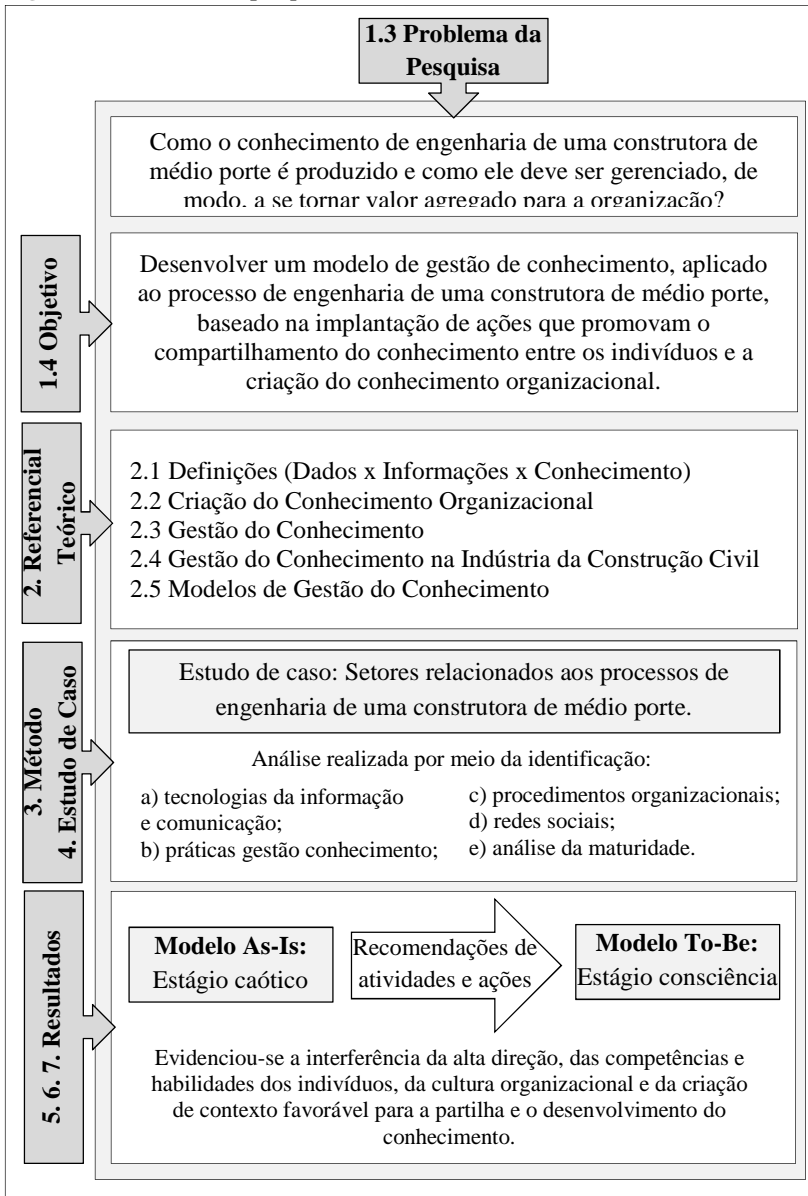 1.3 Problema da
Pesquisa
Como o conhecimento de engenharia de uma construtora de
médio porte é produzido e como ele deve ser gerenciado, de
modo, a se tornar valor agregado para a organização?
1.4 Objetivo
Desenvolver um modelo de gestão de conhecimento, aplicado
ao processo de engenharia de uma construtora de médio porte,
baseado na implantação de ações que promovam o
compartilhamento do conhecimento entre os indivíduos e a
criação do conhecimento organizacional.
2. Referencial
Teórico
2.1 Definições (Dados x Informações x Conhecimento)
2.2 Criação do Conhecimento Organizacional
2.3 Gestão do Conhecimento
2.4 Gestão do Conhecimento na Indústria da Construção Civil
2.5 Modelos de Gestão do Conhecimento
3. Método
4. Estudo de Caso
Estudo de caso: Setores relacionados aos processos de
engenharia de uma construtora de médio porte.
Análise realizada por meio da identificação:
a) tecnologias da informação
e comunicação;
b) práticas gestão conhecimento;
c) procedimentos organizacionais;
d) redes sociais;
e) análise da maturidade.
5. 6. 7. Resultados
Modelo As-Is:
Estágio caótico
Recomendações de
atividades e ações
Modelo To-Be:
Estágio consciência
Evidenciou-se a interferência da alta direção, das competências e
habilidades dos indivíduos, da cultura organizacional e da criação
de contexto favorável para a partilha e o desenvolvimento do
conhecimento.